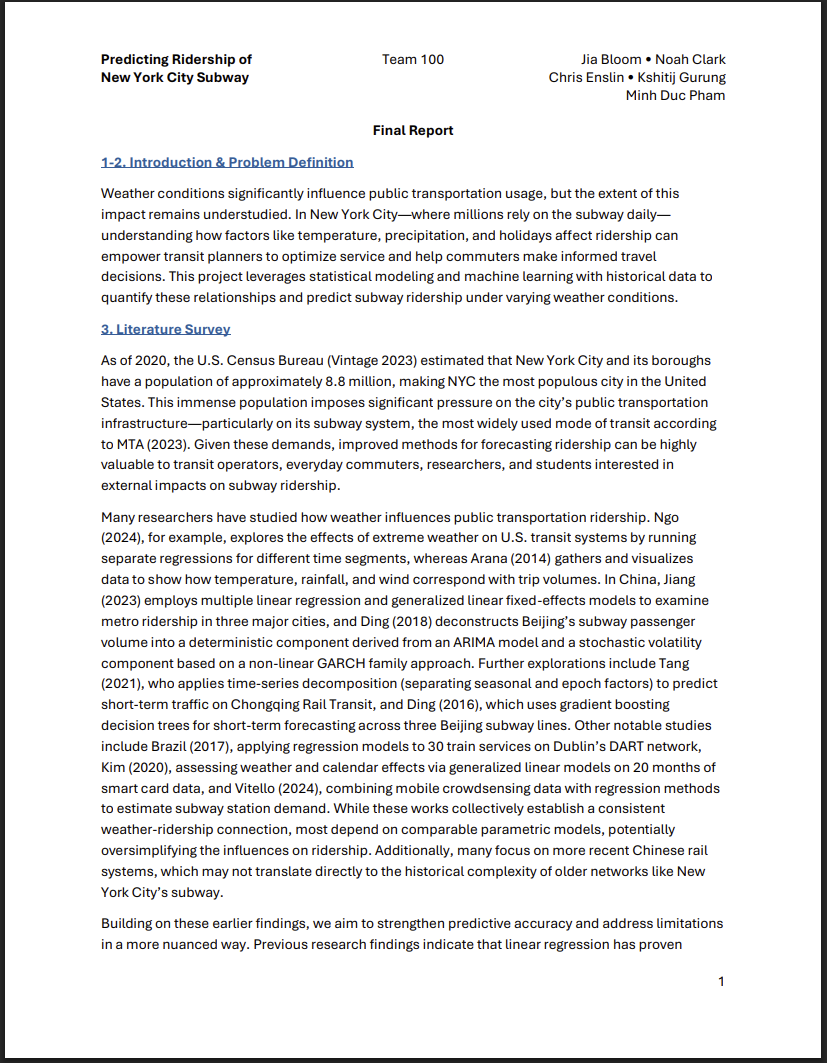 Predicting Ridership of
New York City Subway
Team 100
Jia Bloom • Noah Clark
Chris Enslin • Kshitij Gurung
Minh Duc Pham
Final Report
1-2. Introduction & Problem Definition
Weather conditions significantly influence public transportation usage, but the extent of this
impact remains understudied. In New York City—where millions rely on the subway daily—
understanding how factors like temperature, precipitation, and holidays affect ridership can
empower transit planners to optimize service and help commuters make informed travel
decisions. This project leverages statistical modeling and machine learning with historical data to
quantify these relationships and predict subway ridership under varying weather conditions.
3. Literature Survey
As of 2020, the U.S. Census Bureau (Vintage 2023) estimated that New York City and its boroughs
have a population of approximately 8.8 million, making NYC the most populous city in the United
States. This immense population imposes significant pressure on the city’s public transportation
infrastructure—particularly on its subway system, the most widely used mode of transit according
to MTA (2023). Given these demands, improved methods for forecasting ridership can be highly
valuable to transit operators, everyday commuters, researchers, and students interested in
external impacts on subway ridership.
Many researchers have studied how weather influences public transportation ridership. Ngo
(2024), for example, explores the effects of extreme weather on U.S. transit systems by running
separate regressions for different time segments, whereas Arana (2014) gathers and visualizes
data to show how temperature, rainfall, and wind correspond with trip volumes. In China, Jiang
(2023) employs multiple linear regression and generalized linear fixed-effects models to examine
metro ridership in three major cities, and Ding (2018) deconstructs Beijing’s subway passenger
volume into a deterministic component derived from an ARIMA model and a stochastic volatility
component based on a non-linear GARCH family approach. Further explorations include Tang
(2021), who applies time-series decomposition (separating seasonal and epoch factors) to predict
short-term traffic on Chongqing Rail Transit, and Ding (2016), which uses gradient boosting
decision trees for short-term forecasting across three Beijing subway lines. Other notable studies
include Brazil (2017), applying regression models to 30 train services on Dublin’s DART network,
Kim (2020), assessing weather and calendar effects via generalized linear models on 20 months of
smart card data, and Vitello (2024), combining mobile crowdsensing data with regression methods
to estimate subway station demand. While these works collectively establish a consistent
weather-ridership connection, most depend on comparable parametric models, potentially
oversimplifying the influences on ridership. Additionally, many focus on more recent Chinese rail
systems, which may not translate directly to the historical complexity of older networks like New
York City’s subway.
Building on these earlier findings, we aim to strengthen predictive accuracy and address limitations
in a more nuanced way. Previous research findings indicate that linear regression has proven
1